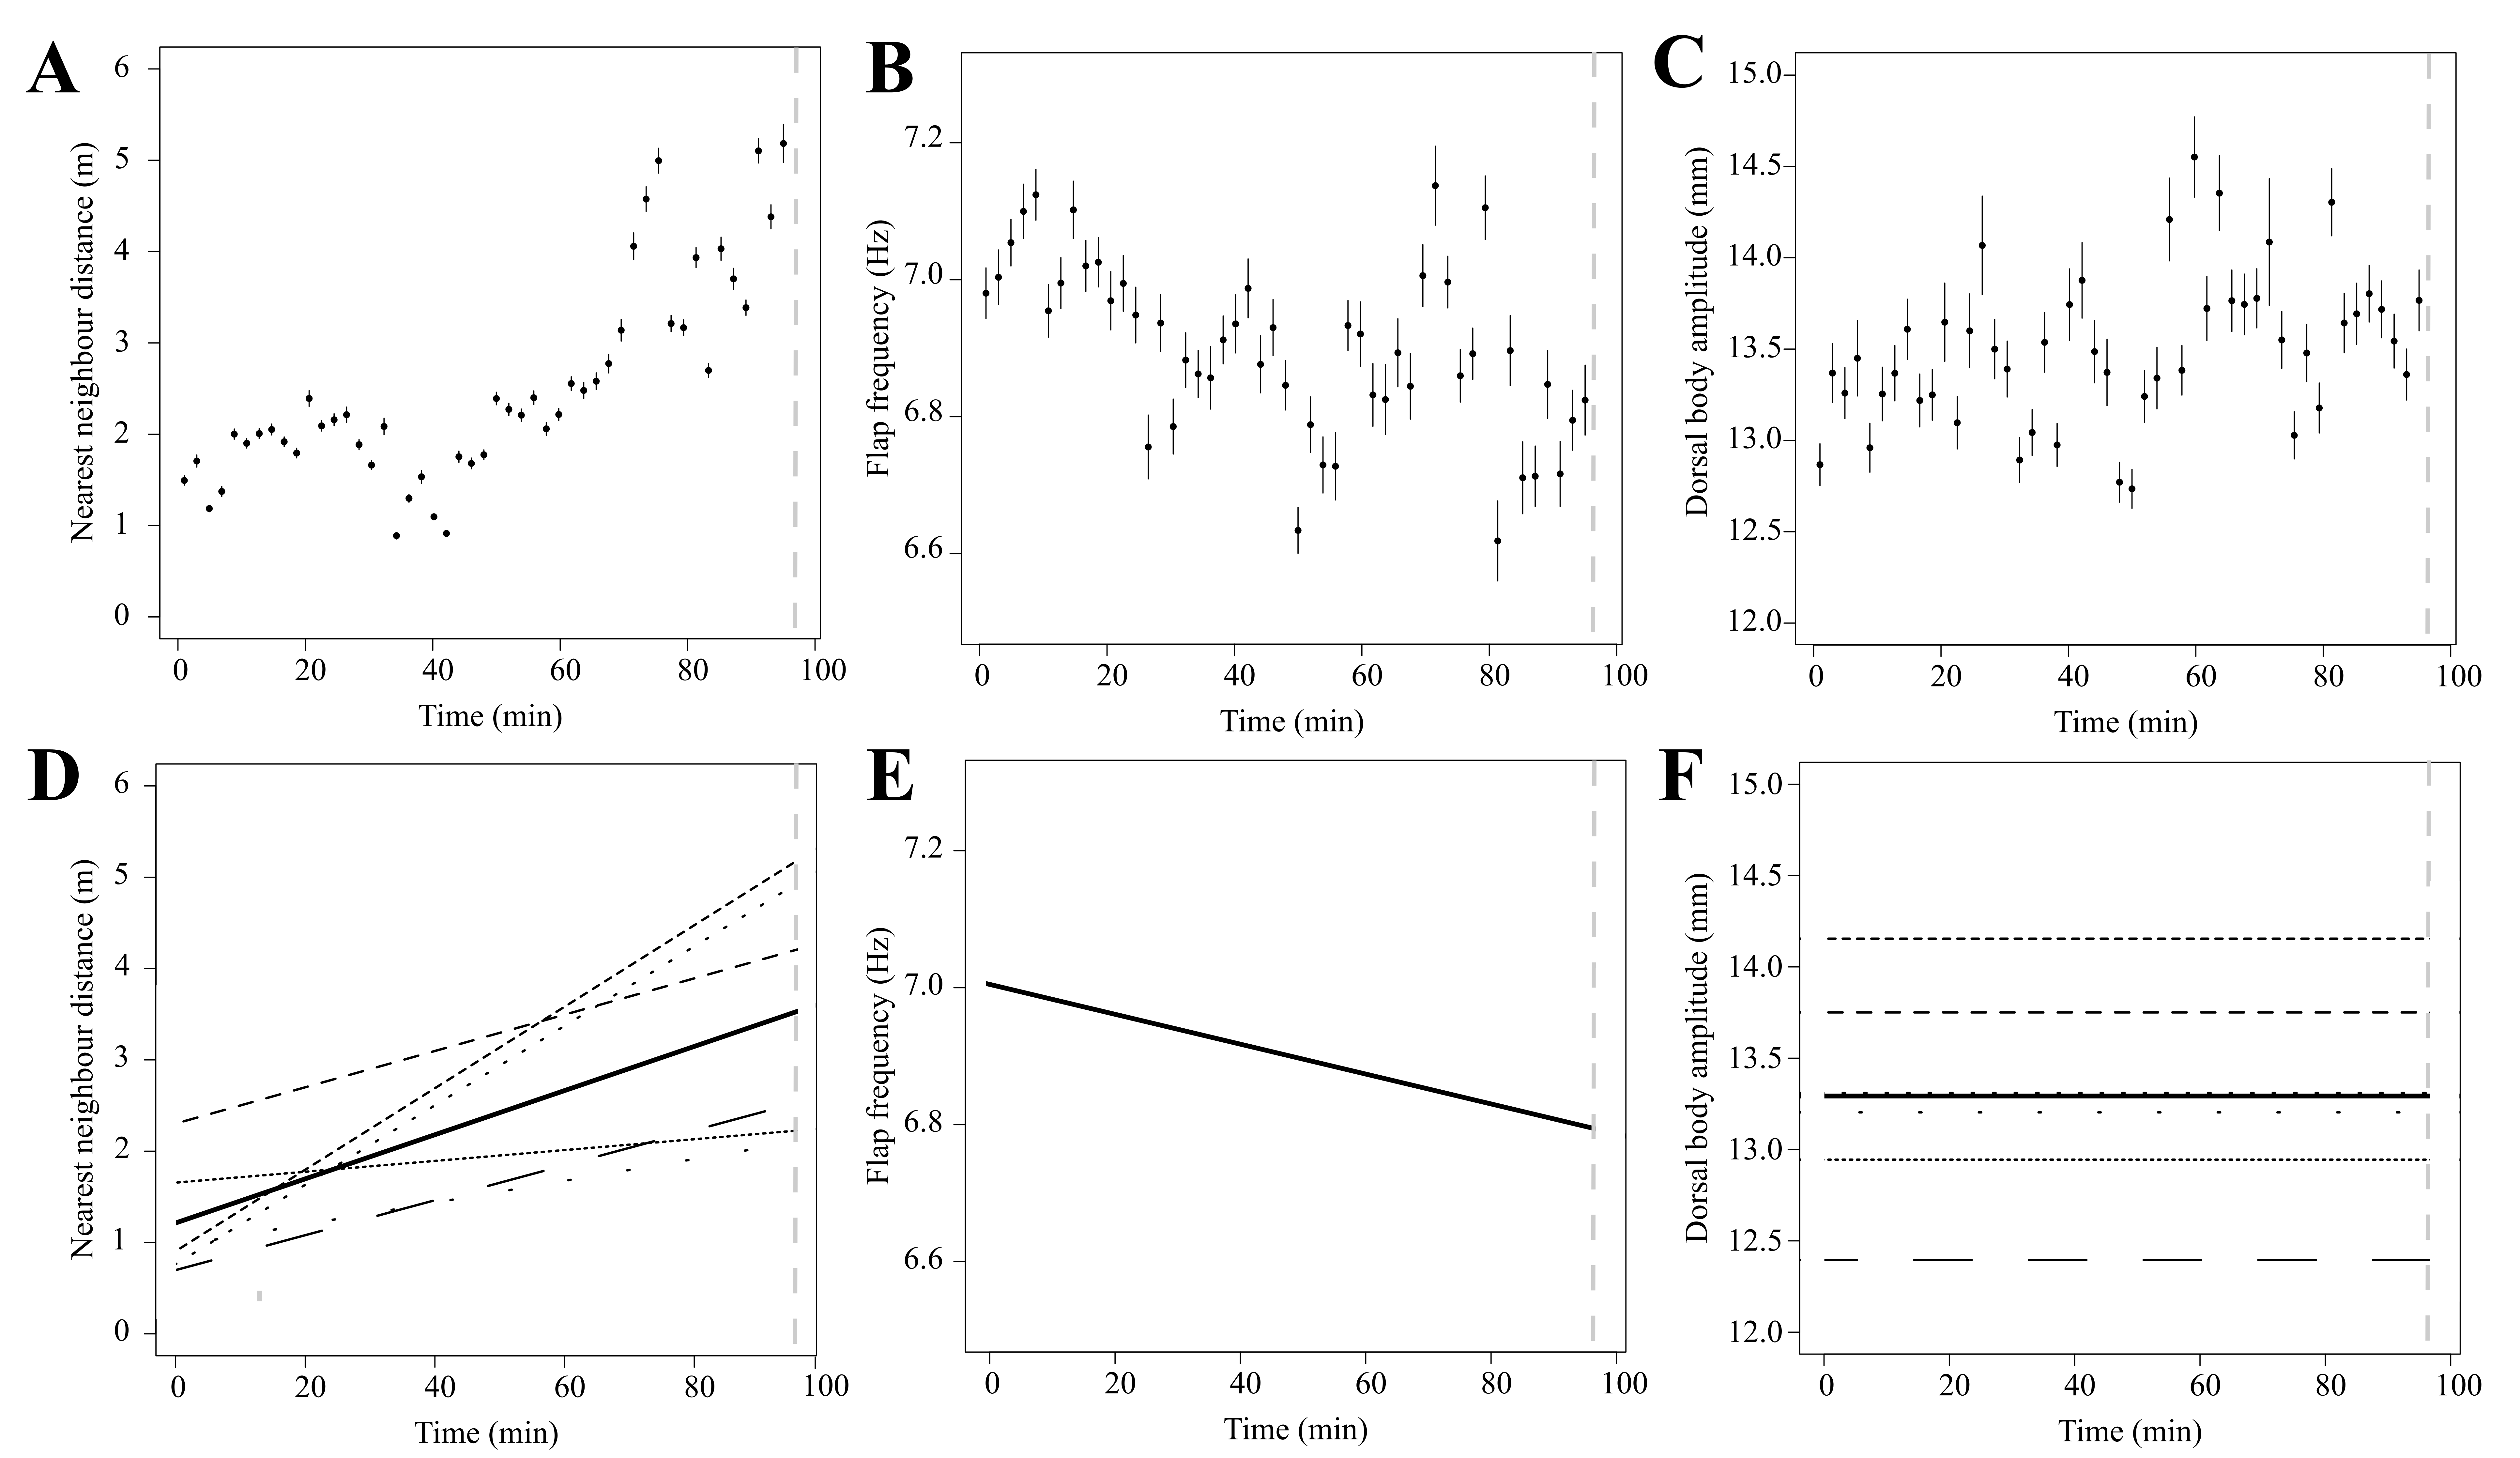 A
Nearest neighbour distance (m)
6
5
4
3
2
1
0
0 20 40 60 80 100
Time (min)
B
Flap frequency (Hz)
7.2
7.0
6.8
6.6
0 20 40 60 80 100
Time (min)
C
Dorsal body amplitude (mm)
15.0
14.5
14.0
13.5
13.0
12.5
12.0
0 20 40 60 80 100
Time (min)
D
Nearest neighbour distance (m)
6
5
4
3
2
1
0
0 20 40 60 80 100
Time (min)
E
Flap frequency (Hz)
7.2
7.0
6.8
6.6
0 20 40 60 80 100
Time (min)
F
Dorsal body amplitude (mm)
15.0
14.5
14.0
13.5
13.0
12.5
12.0
0 20 40 60 80 100
Time (min)